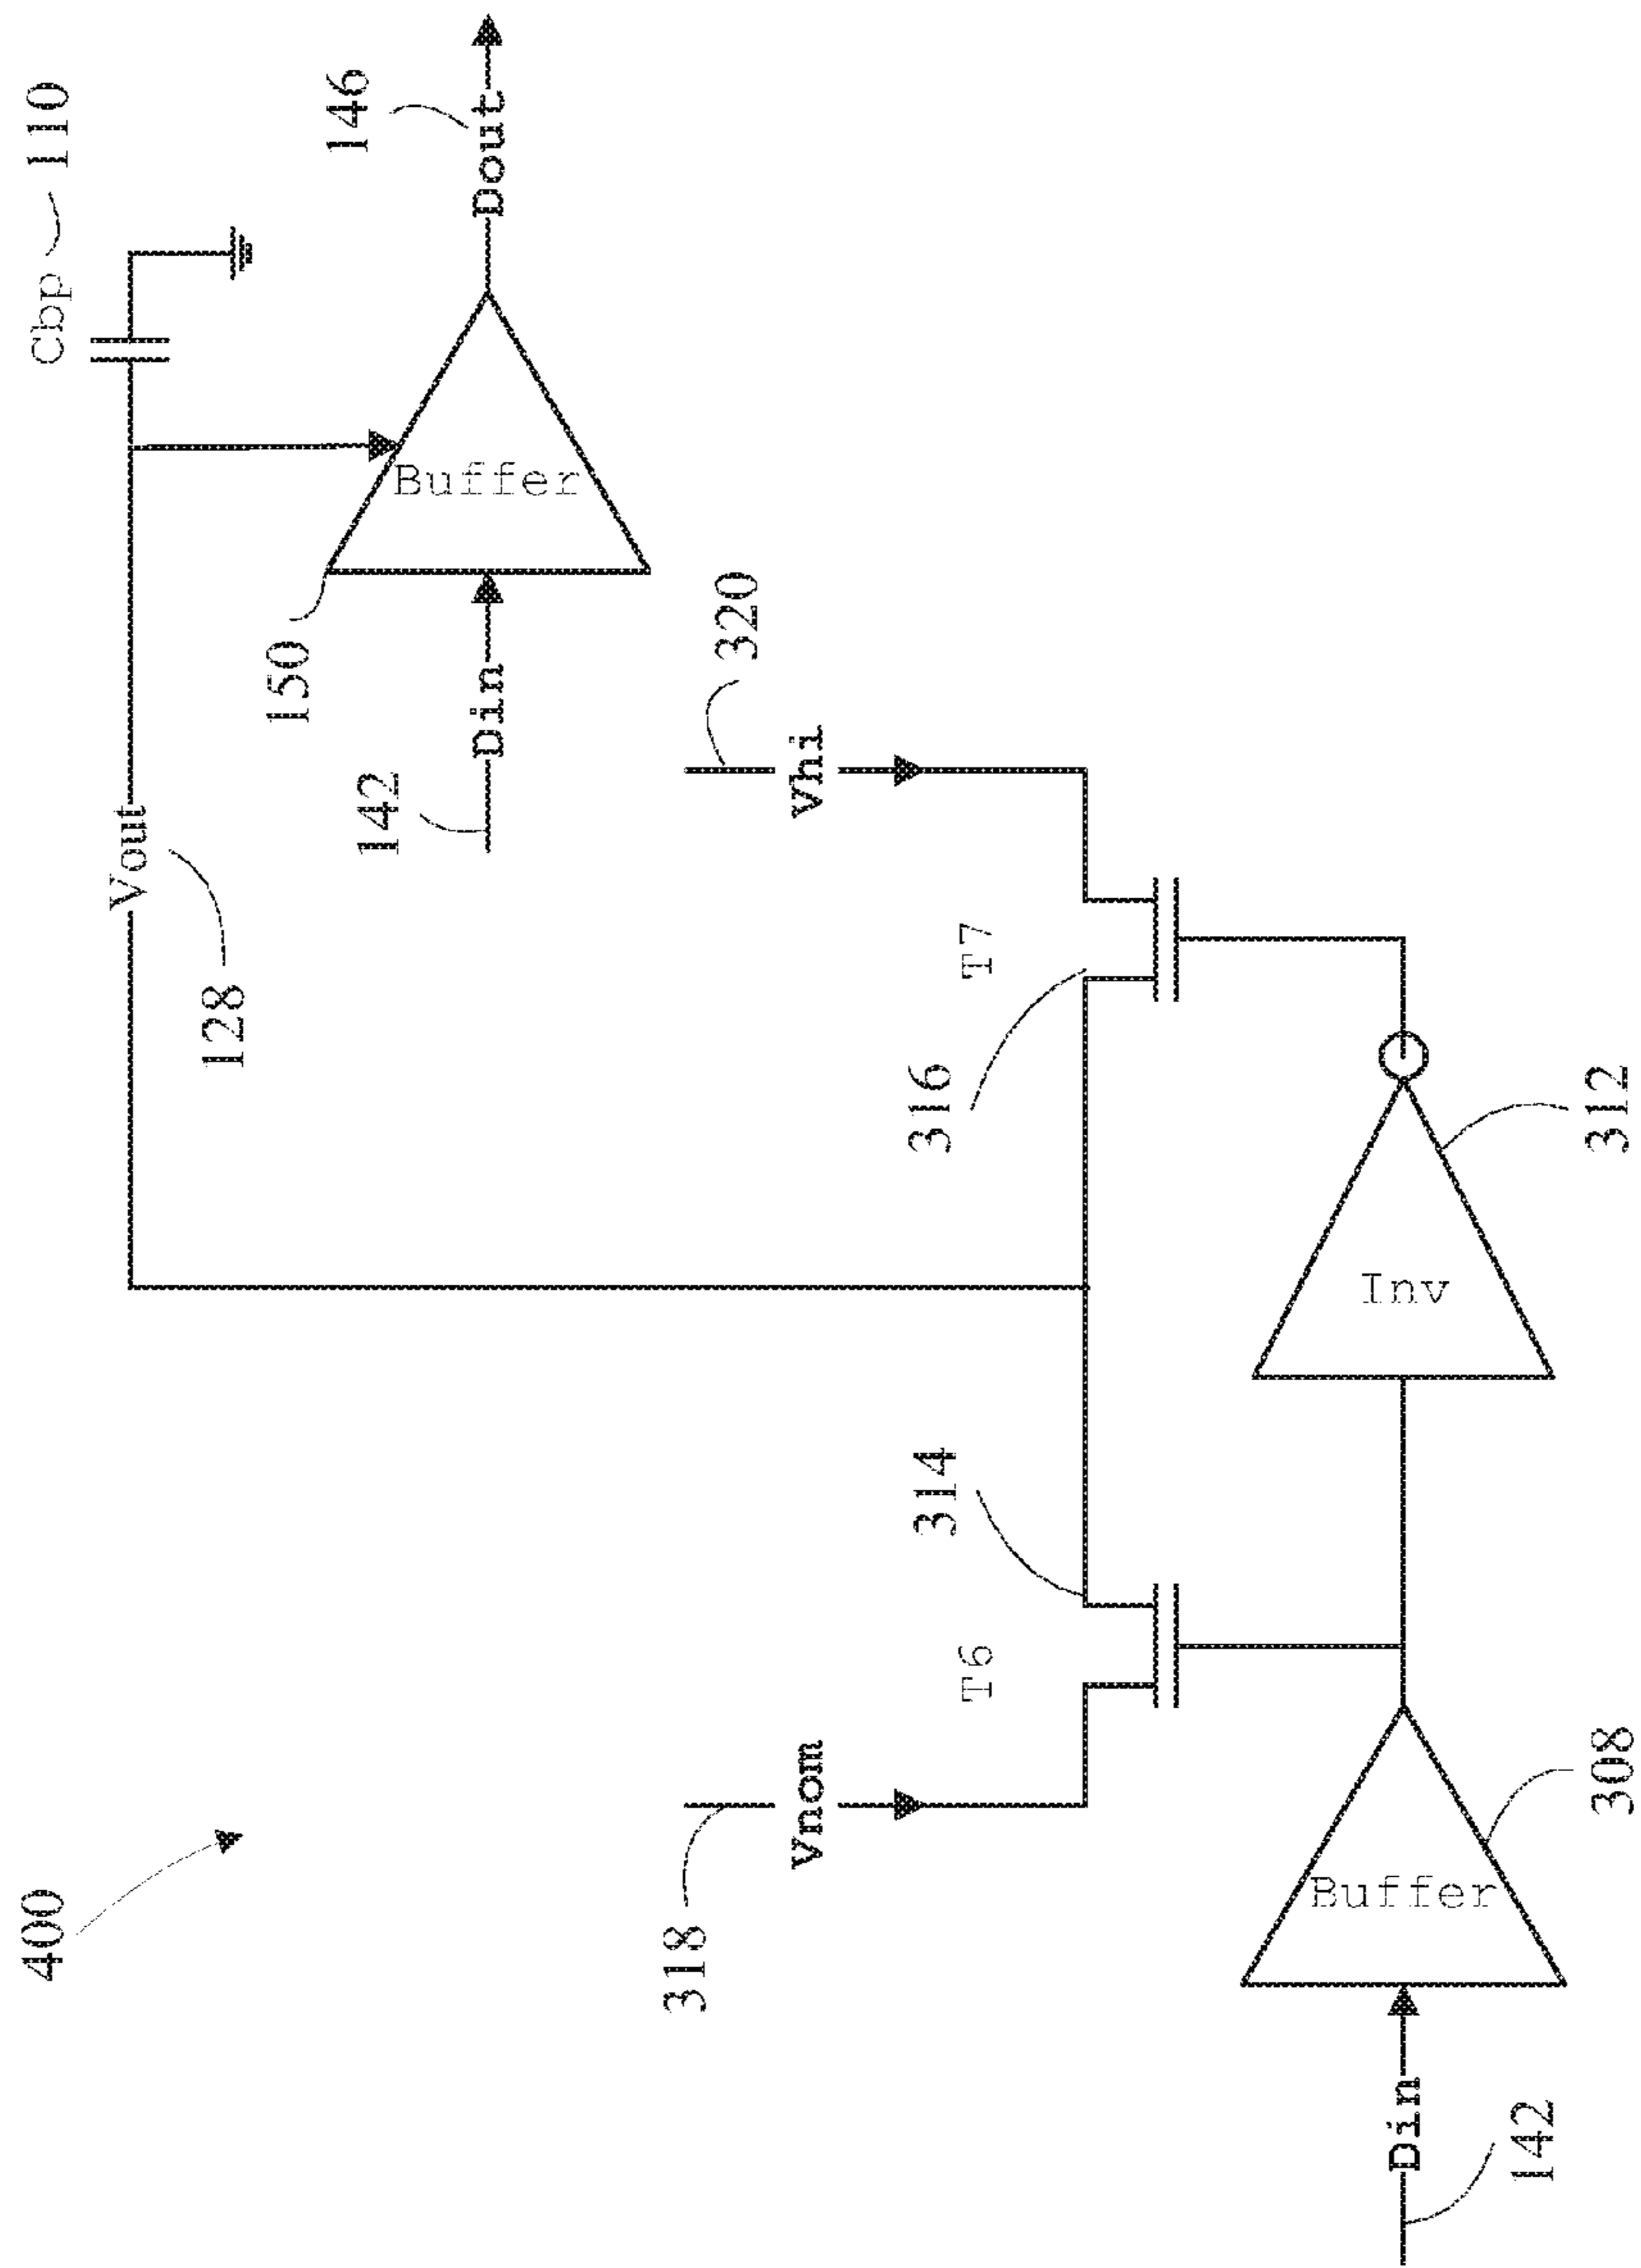 400
Vout
128
Cbp
110
150
142
Din
Buffer
Dout
146
318
Vnom
320
Vhi
T6
314
T7
316
142
Din
Buffer
308
Inv
312